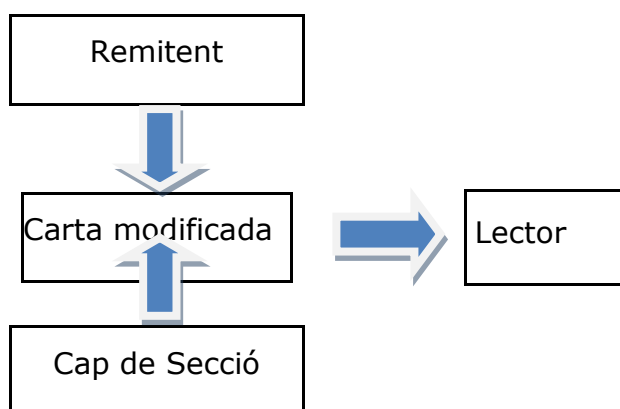 Remitent
Carta modificada
Lector
Cap de Secció